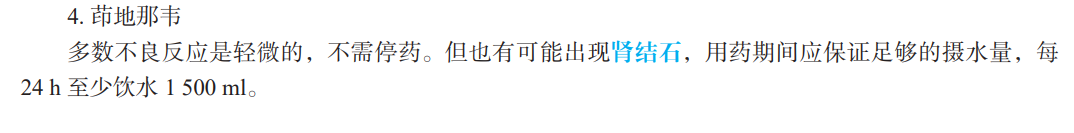 4. 茚地那韦
多数不良反应是轻微的，不需停药。但也有可能出现肾结石，用药期间应保证足够的摄水量，每
24 h 至少饮水 1 500 ml。